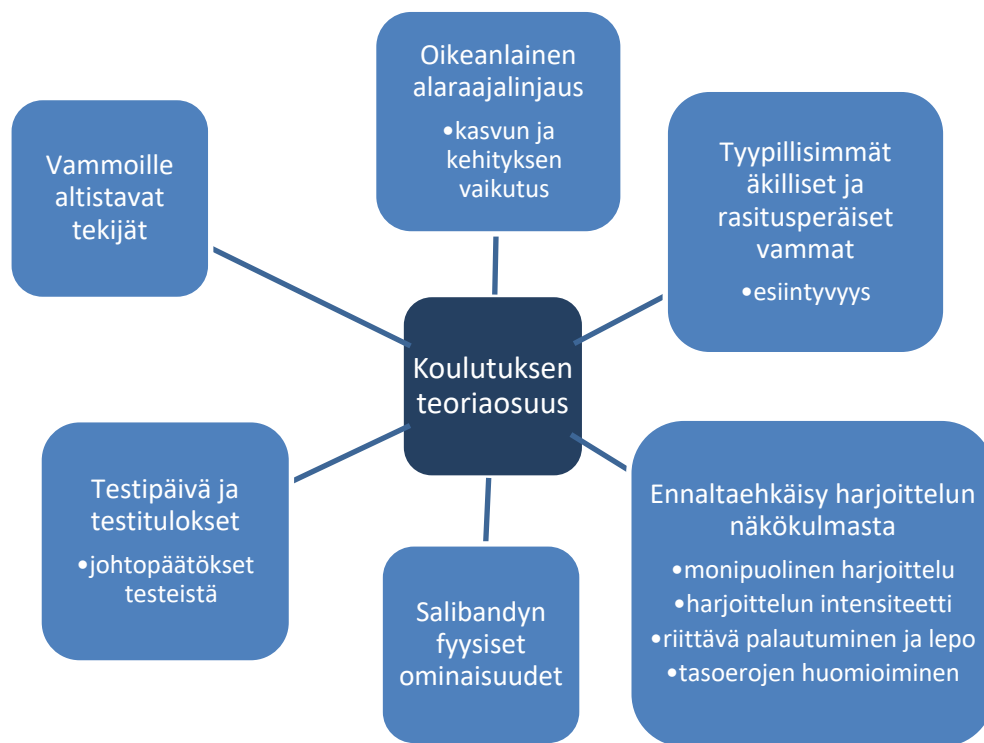 Oikeanlainen
alaraajalinjaus
•kasvun ja
kehityksen
vaikutus
Vammoille
altistavat
tekijät
Tyypillisimmät
äkilliset ja
rasitusperäiset
vammat
•esiintyvyys
Koulutuksen
teoriaosuus
Testipäivä ja
testitulokset
•johtopäätökset
testeistä
Salibandyn
fyysiset
ominaisuudet
Ennaltaehkäisy harjoittelun
näkökulmasta
•monipuolinen harjoittelu
•harjoittelun intensiteetti
•riittävä palautuminen ja lepo
•tasoerojen huomioiminen